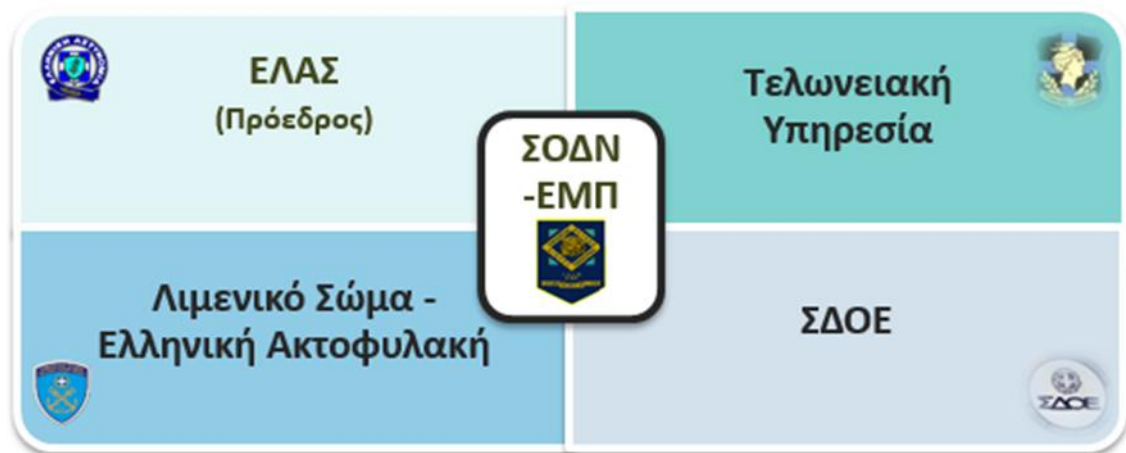 ΕΛΑΣ
(Πρόεδρος)
Τελωνειακή
Υπηρεσία
ΣΟΔΝ
-ΕΜΠ
Λιμενικό Σώμα -
Ελληνική Ακτοφυλακή
ΣΔΟΕ
ΣΔΟΕ